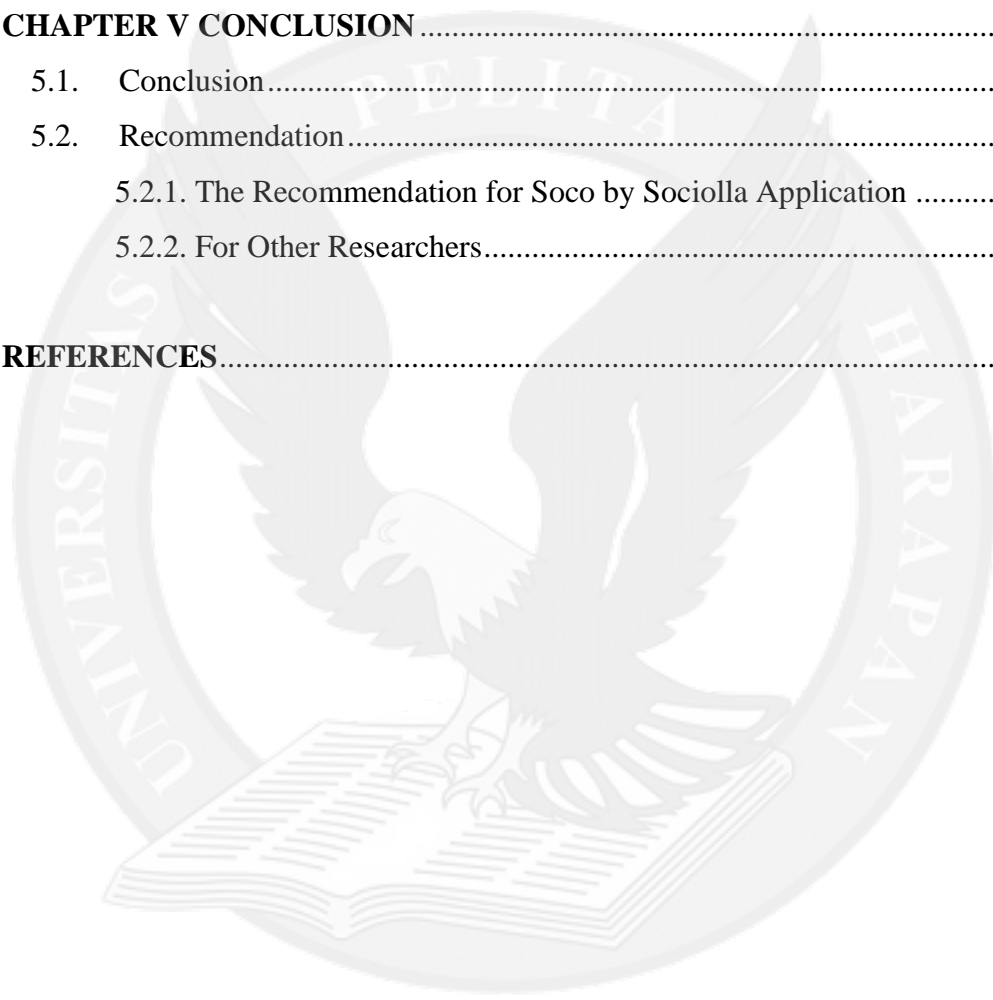 CHAPTER V CONCLUSION ........................................................................
5.1. Conclusion ........................................................................
5.2. Recommendation ........................................................................
5.2.1. The Recommendation for Soco by Sociolla Application ..........
5.2.2. For Other Researchers ........................................................................
REFERENCES ........................................................................
UNIVERSITAS PELITA HARAPAN